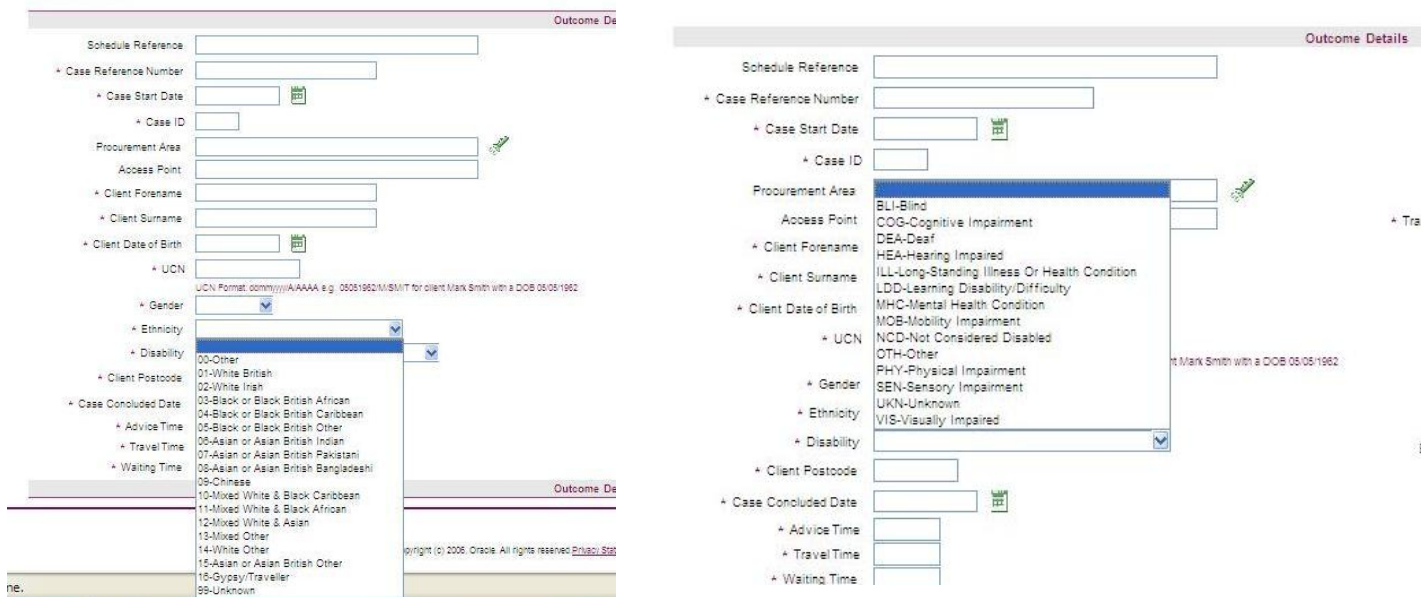 Outcome De
Schedule Reference
* Case Reference Number
* Case Start Date
* Case ID
Procurement Area
Access Point
* Client Forename
* Client Surname
* Client Date of Birth
* UCN
UCN Format: ddmmyyyy/A/AAAA e.g. 05051962/M/SMIT for client Mark Smith with a DOB 05/05/1962
* Gender
* Ethnicity
* Disability
00-Other
01-White British
* Client Postcode
02-White Irish
03-Black or Black British African
* Case Concluded Date
04-Black or Black British Caribbean
05-Black or Black British Other
* Advice Time
06-Asian or Asian British Indian
* Travel Time
07-Asian or Asian British Pakistani
* Waiting Time
08-Asian or Asian British Bangladeshi
09-Chinese
10-Mixed White & Black Caribbean
Outcome De
11-Mixed White & Black African
12-Mixed White & Asian
13-Mixed Other
14-White Other
opyright (c) 2006, Oracle. All rights reserved. Privacy Stat
15-Asian or Asian British Other
16-Gypsy/Traveller
99-Unknown
ne.
Outcome Details
Schedule Reference
* Case Reference Number
* Case Start Date
* Case ID
Procurement Area
BLI-Blind
Access Point
COG-Cognitive Impairment
* Tra
DEA-Deaf
* Client Forename
HEA-Hearing Impaired
ILL-Long-Standing Illness Or Health Condition
* Client Surname
LDD-Learning Disability/Difficulty
MHC-Mental Health Condition
* Client Date of Birth
MOB-Mobility Impairment
* UCN
NCD-Not Considered Disabled
OTH-Other
nt Mark Smith with a DOB 05/05/1962
PHY-Physical Impairment
* Gender
SEN-Sensory Impairment
UKN-Unknown
* Ethnicity
VIS-Visually Impaired
* Disability
* Client Postcode
* Case Concluded Date
* Advice Time
* Travel Time
* Waiting Time